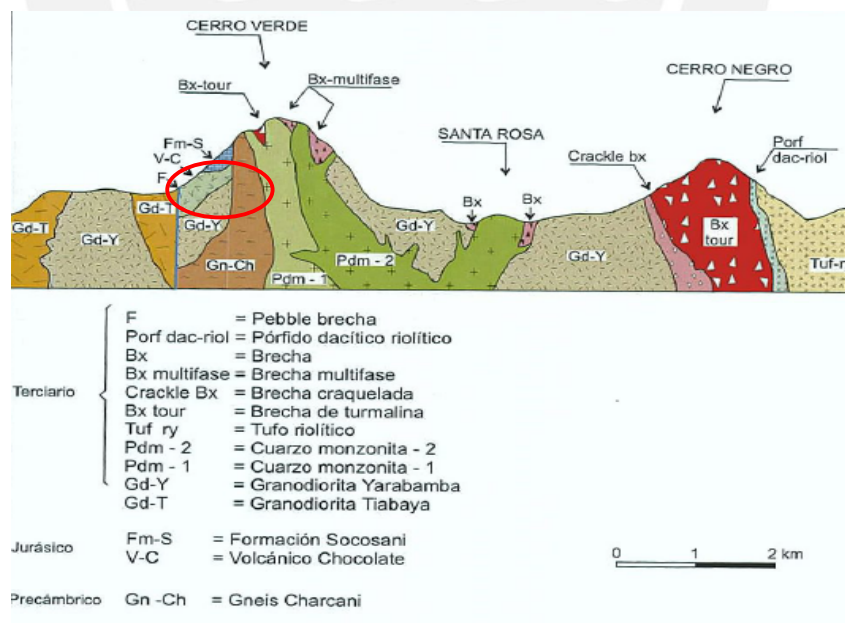 CERRO VERDE
Bx-tour
Bx-multifase
CERRO NEGRO
SANTA ROSA
Fm-S
V-C
F
Crackle bx
Porf
dac-riol
Bx
Bx
Gd-T
Gd-T
Gd-Y
Gd-Y
Gd-Y
Gd-Y
Bx
tour
Gn-Ch
Pdm - 1
Pdm - 2
Tuf-r
Terciario
F = Pebble brecha
Porf dac-riol = Pórfido dacítico riolítico
Bx = Brecha
Bx multifase = Brecha multifase
Crackle Bx = Brecha craquelada
Bx tour = Brecha de turmalina
Tuf ry = Tufo riolítico
Pdm - 2 = Cuarzo monzonita - 2
Pdm - 1 = Cuarzo monzonita - 1
Gd-Y = Granodiorita Yarabamba
Gd-T = Granodiorita Tiabaya
Jurásico
Fm-S = Formación Socosani
V-C = Volcánico Chocolate
0 1 2 km
Precámbrico Gn -Ch = Gneis Charcani